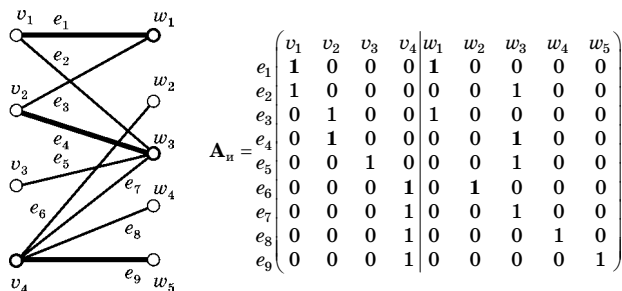 v₁ e₁ w₁
e₂
w₂
v₂ e₃
e₄ w₃
e₅
v₃ e₇ w₄
e₆
e₈
e₉
v₄ w₅
v₁ v₂ v₃ v₄ w₁ w₂ w₃ w₄ w₅
e₁ 1 0 0 0 1 0 0 0 0
e₂ 1 0 0 0 0 0 1 0 0
e₃ 0 1 0 0 1 0 0 0 0
e₄ 0 1 0 0 0 0 1 0 0
Aи = e₅ 0 0 1 0 0 0 1 0 0
e₆ 0 0 0 1 0 1 0 0 0
e₇ 0 0 0 1 0 0 1 0 0
e₈ 0 0 0 1 0 0 0 1 0
e₉ 0 0 0 1 0 0 0 0 1